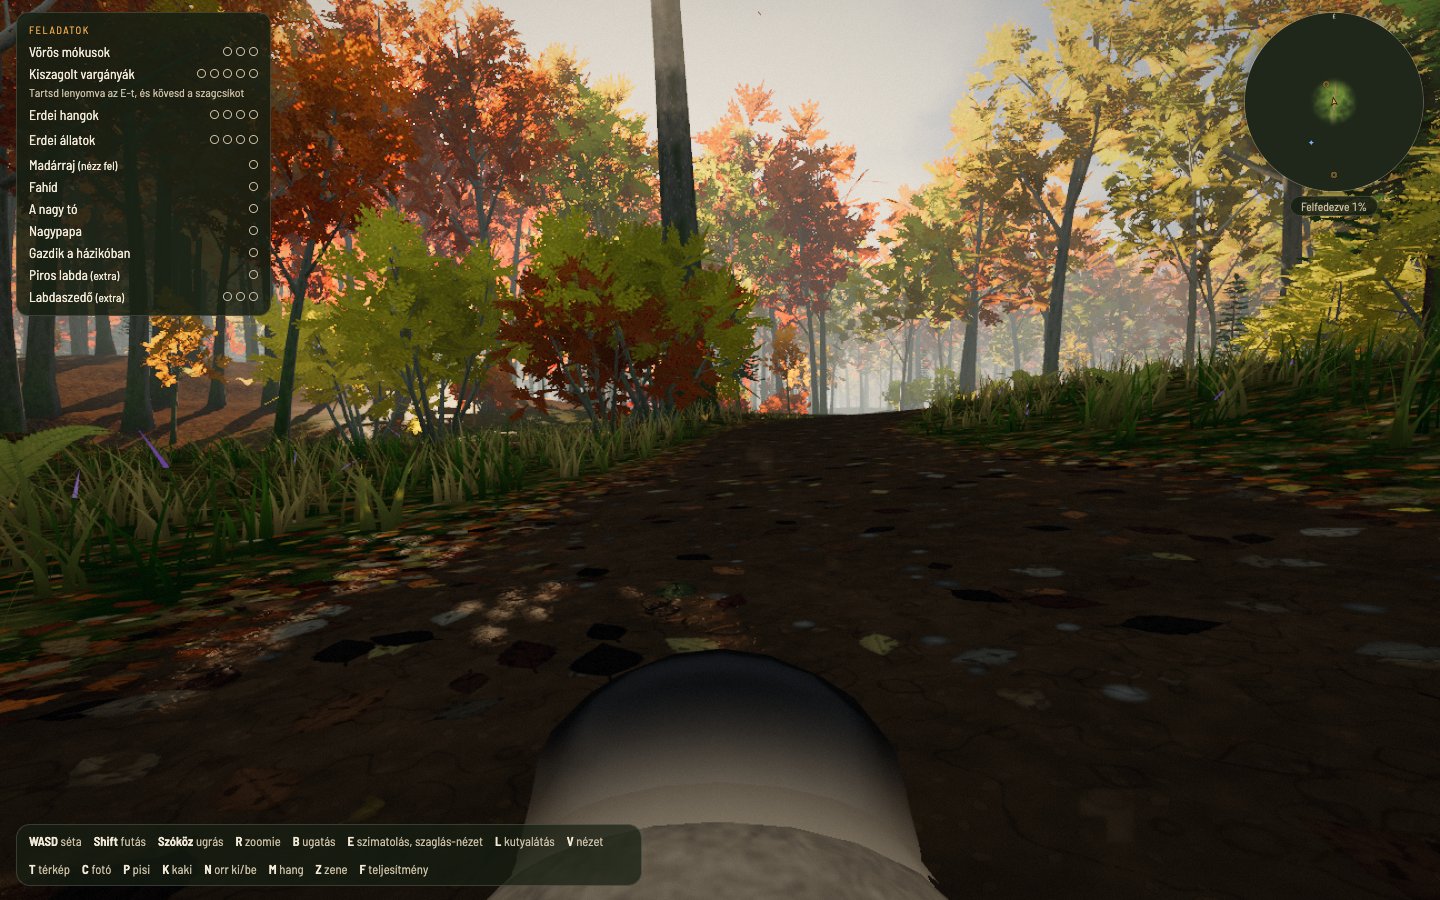 FELADATOK
Vörös mókusok
Kiszagolt vargányák
Tartsd lenyomva az E-t, és kövesd a szagcsíkot
Erdei hangok
Erdei állatok
Madárraj (nézz fel)
Fahíd
A nagy tó
Nagypapa
Gazdik a házikóban
Piros labda (extra)
Labdaszedő (extra)
E
Felfedezve 1%
WASD séta Shift futás Szóköz ugrás R zoomie B ugatás E szimatolás, szaglás-nézet L kutyalátás V nézet
T térkép C fotó P pisi K kaki N orr ki/be M hang Z zene F teljesítmény